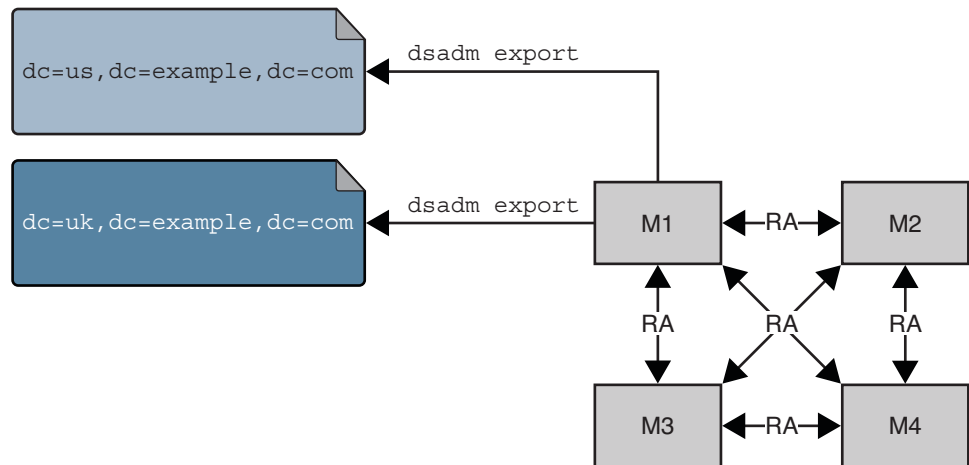 dsadm export
dc=us,dc=example,dc=com
dsadm export
dc=uk,dc=example,dc=com
M1
RA
M2
RA
RA
RA
M3
RA
M4